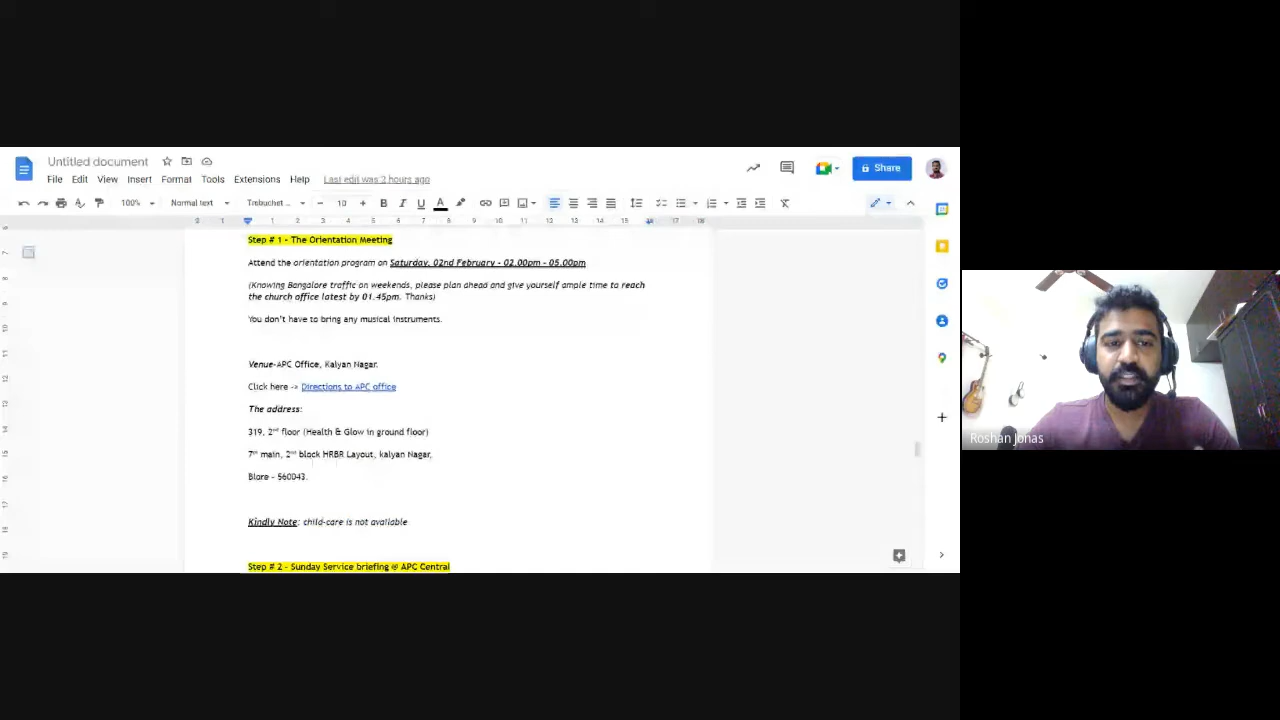 Untitled document
File Edit View Insert Format Tools Extensions Help Last edit was 2 hours ago
Share
100% Normal text Trebuchet ... 10 B I U A
Step # 1 - The Orientation Meeting
Attend the orientation program on Saturday, 02nd February - 02.00pm - 05.00pm
(Knowing Bangalore traffic on weekends, please plan ahead and give yourself ample time to reach
the church office latest by 01.45pm. Thanks)
You don't have to bring any musical instruments.
Venue-APC Office, Kalyan Nagar.
Click here -> Directions to APC office
The address:
319, 2nd floor (Health & Glow in ground floor)
7th main, 2nd block HRBR Layout, kalyan Nagar,
Blore - 560043.
Kindly Note: child-care is not available
Step # 2 - Sunday Service briefing @ APC Central
Roshan Jonas